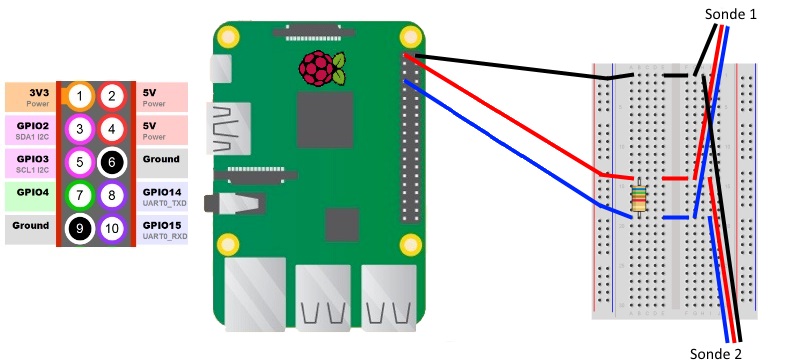 Sonde 1
3V3
Power
1
2
5V
Power
GPIO2
SDA1 I2C
3
4
5V
Power
GPIO3
SCL1 I2C
5
6
Ground
GPIO4
7
8
GPIO14
UART0_TXD
Ground
9
10
GPIO15
UART0_RXD
Sonde 2